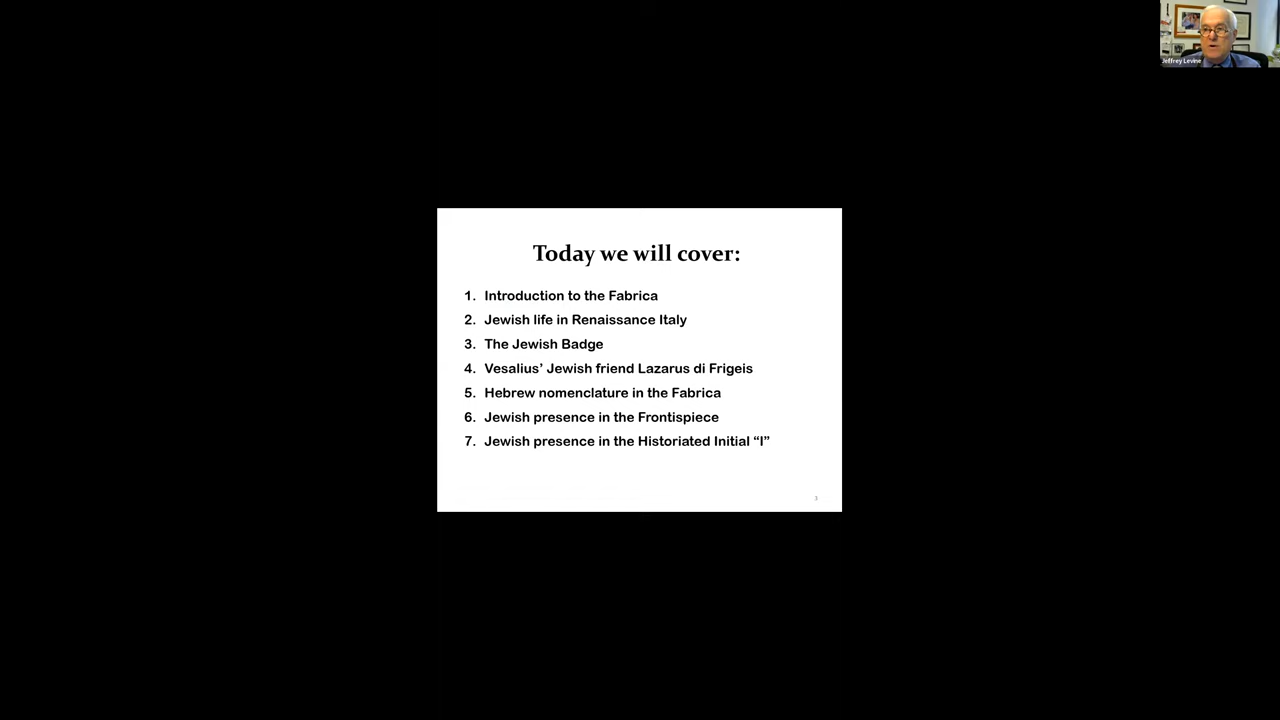 Jeffrey Levine
Today we will cover:
1. Introduction to the Fabrica
2. Jewish life in Renaissance Italy
3. The Jewish Badge
4. Vesalius’ Jewish friend Lazarus di Frigeis
5. Hebrew nomenclature in the Fabrica
6. Jewish presence in the Frontispiece
7. Jewish presence in the Historiated Initial “I”
3